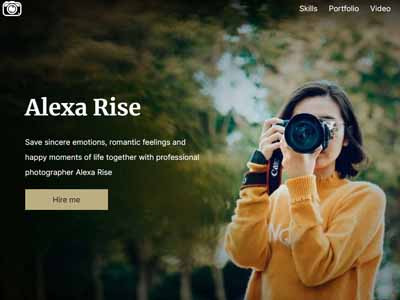 Skills Portfolio Video
Alexa Rise
Save sincere emotions, romantic feelings and
happy moments of life together with professional
photographer Alexa Rise
Hire me
Canon